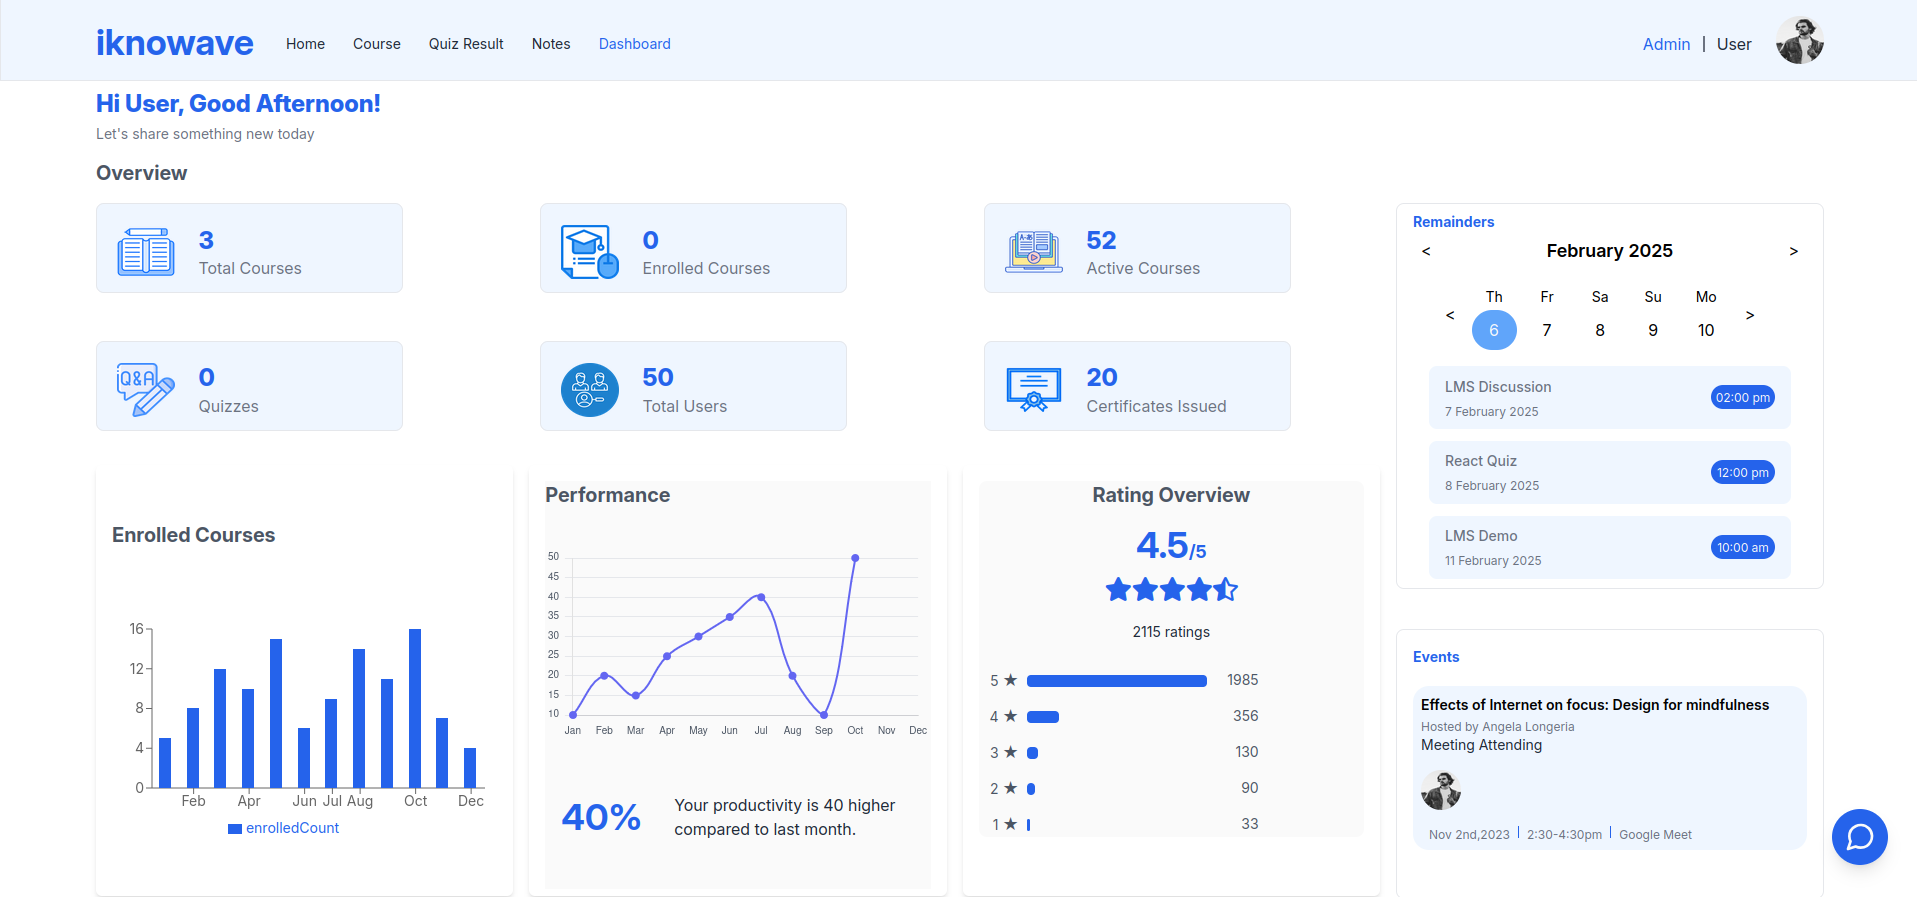 iknowave
Home Course Quiz Result Notes Dashboard
Admin | User
Hi User, Good Afternoon!
Let's share something new today
Overview
3
Total Courses
0
Enrolled Courses
52
Active Courses
Q&A
0
Quizzes
50
Total Users
20
Certificates Issued
Remainders
< February 2025 >
Th Fr Sa Su Mo
< 6 7 8 9 10 >
LMS Discussion
7 February 2025
02:00 pm
React Quiz
8 February 2025
12:00 pm
LMS Demo
11 February 2025
10:00 am
Enrolled Courses
16
12
8
4
0
Feb Apr Jun Jul Aug Oct Dec
enrolledCount
Performance
50
45
40
35
30
25
20
15
10
Jan Feb Mar Apr May Jun Jul Aug Sep Oct Nov Dec
40%
Your productivity is 40 higher
compared to last month.
Rating Overview
4.5/5
2115 ratings
5 ★ 1985
4 ★ 356
3 ★ 130
2 ★ 90
1 ★ 33
Events
Effects of Internet on focus: Design for mindfulness
Hosted by Angela Longeria
Meeting Attending
Nov 2nd,2023 | 2:30-4:30pm | Google Meet